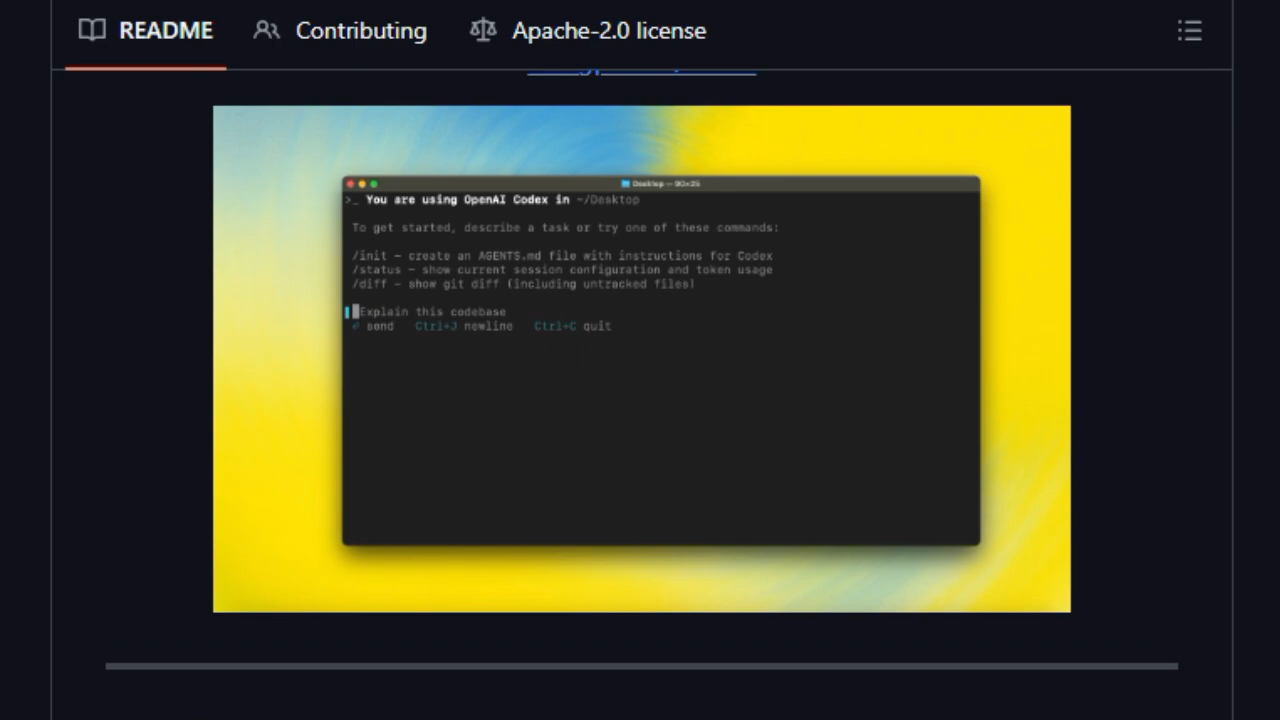 README Contributing Apache-2.0 license
Desktop — 90×25
>_ You are using OpenAI Codex in ~/Desktop
To get started, describe a task or try one of these commands:
/init - create an AGENTS.md file with instructions for Codex
/status - show current session configuration and token usage
/diff - show git diff (including untracked files)
Explain this codebase
⏎ send Ctrl+J newline Ctrl+C quit